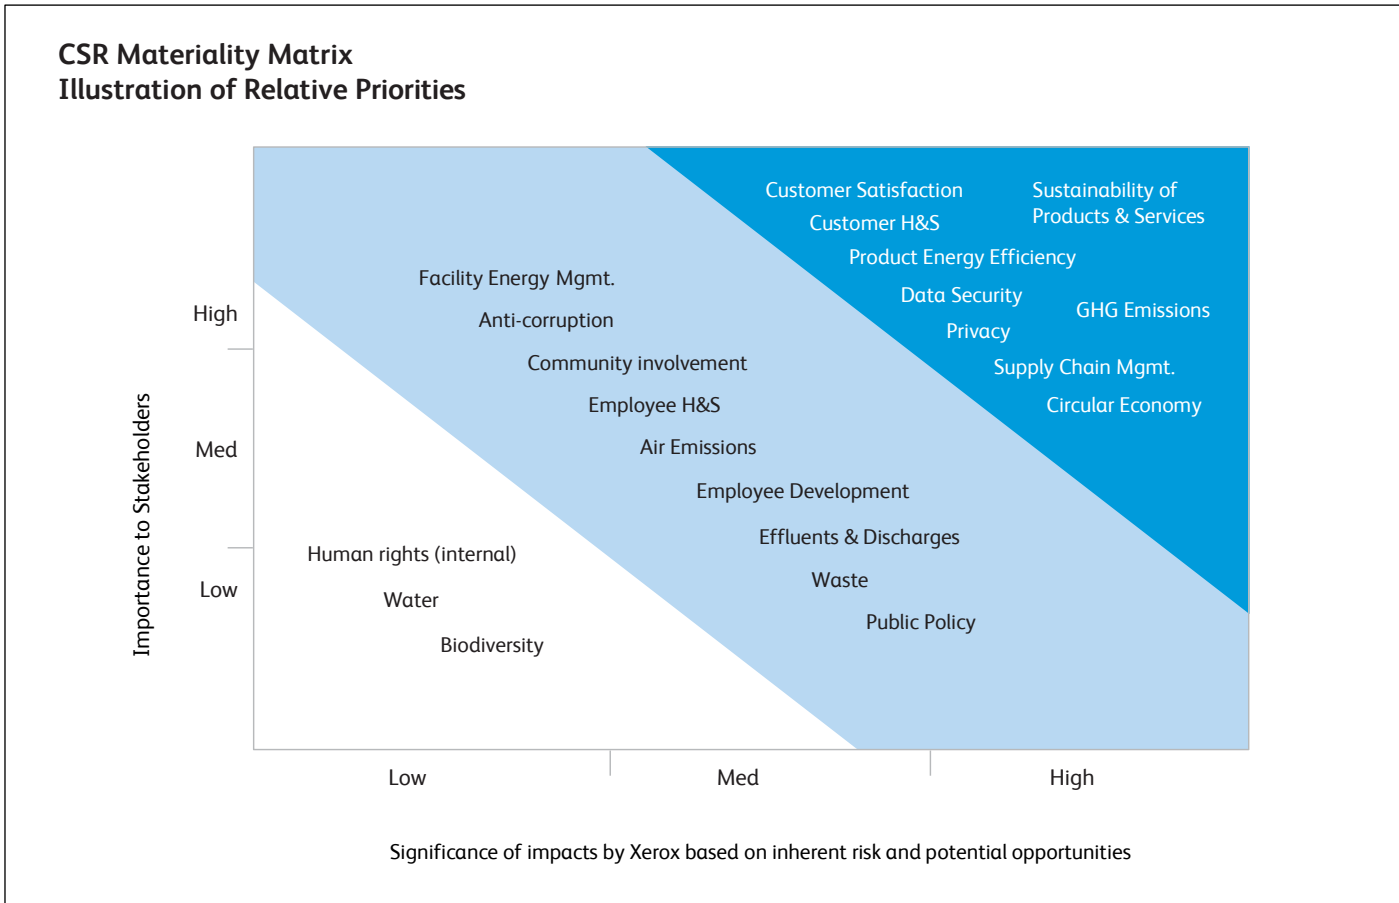 CSR Materiality Matrix
Illustration of Relative Priorities
Customer Satisfaction
Sustainability of
Products & Services
Customer H&S
Product Energy Efficiency
Facility Energy Mgmt.
Data Security
GHG Emissions
High
Anti-corruption
Privacy
Community involvement
Supply Chain Mgmt.
Employee H&S
Circular Economy
Importance to Stakeholders
Med
Air Emissions
Employee Development
Effluents & Discharges
Human rights (internal)
Low
Waste
Water
Public Policy
Biodiversity
Low
Med
High
Significance of impacts by Xerox based on inherent risk and potential opportunities